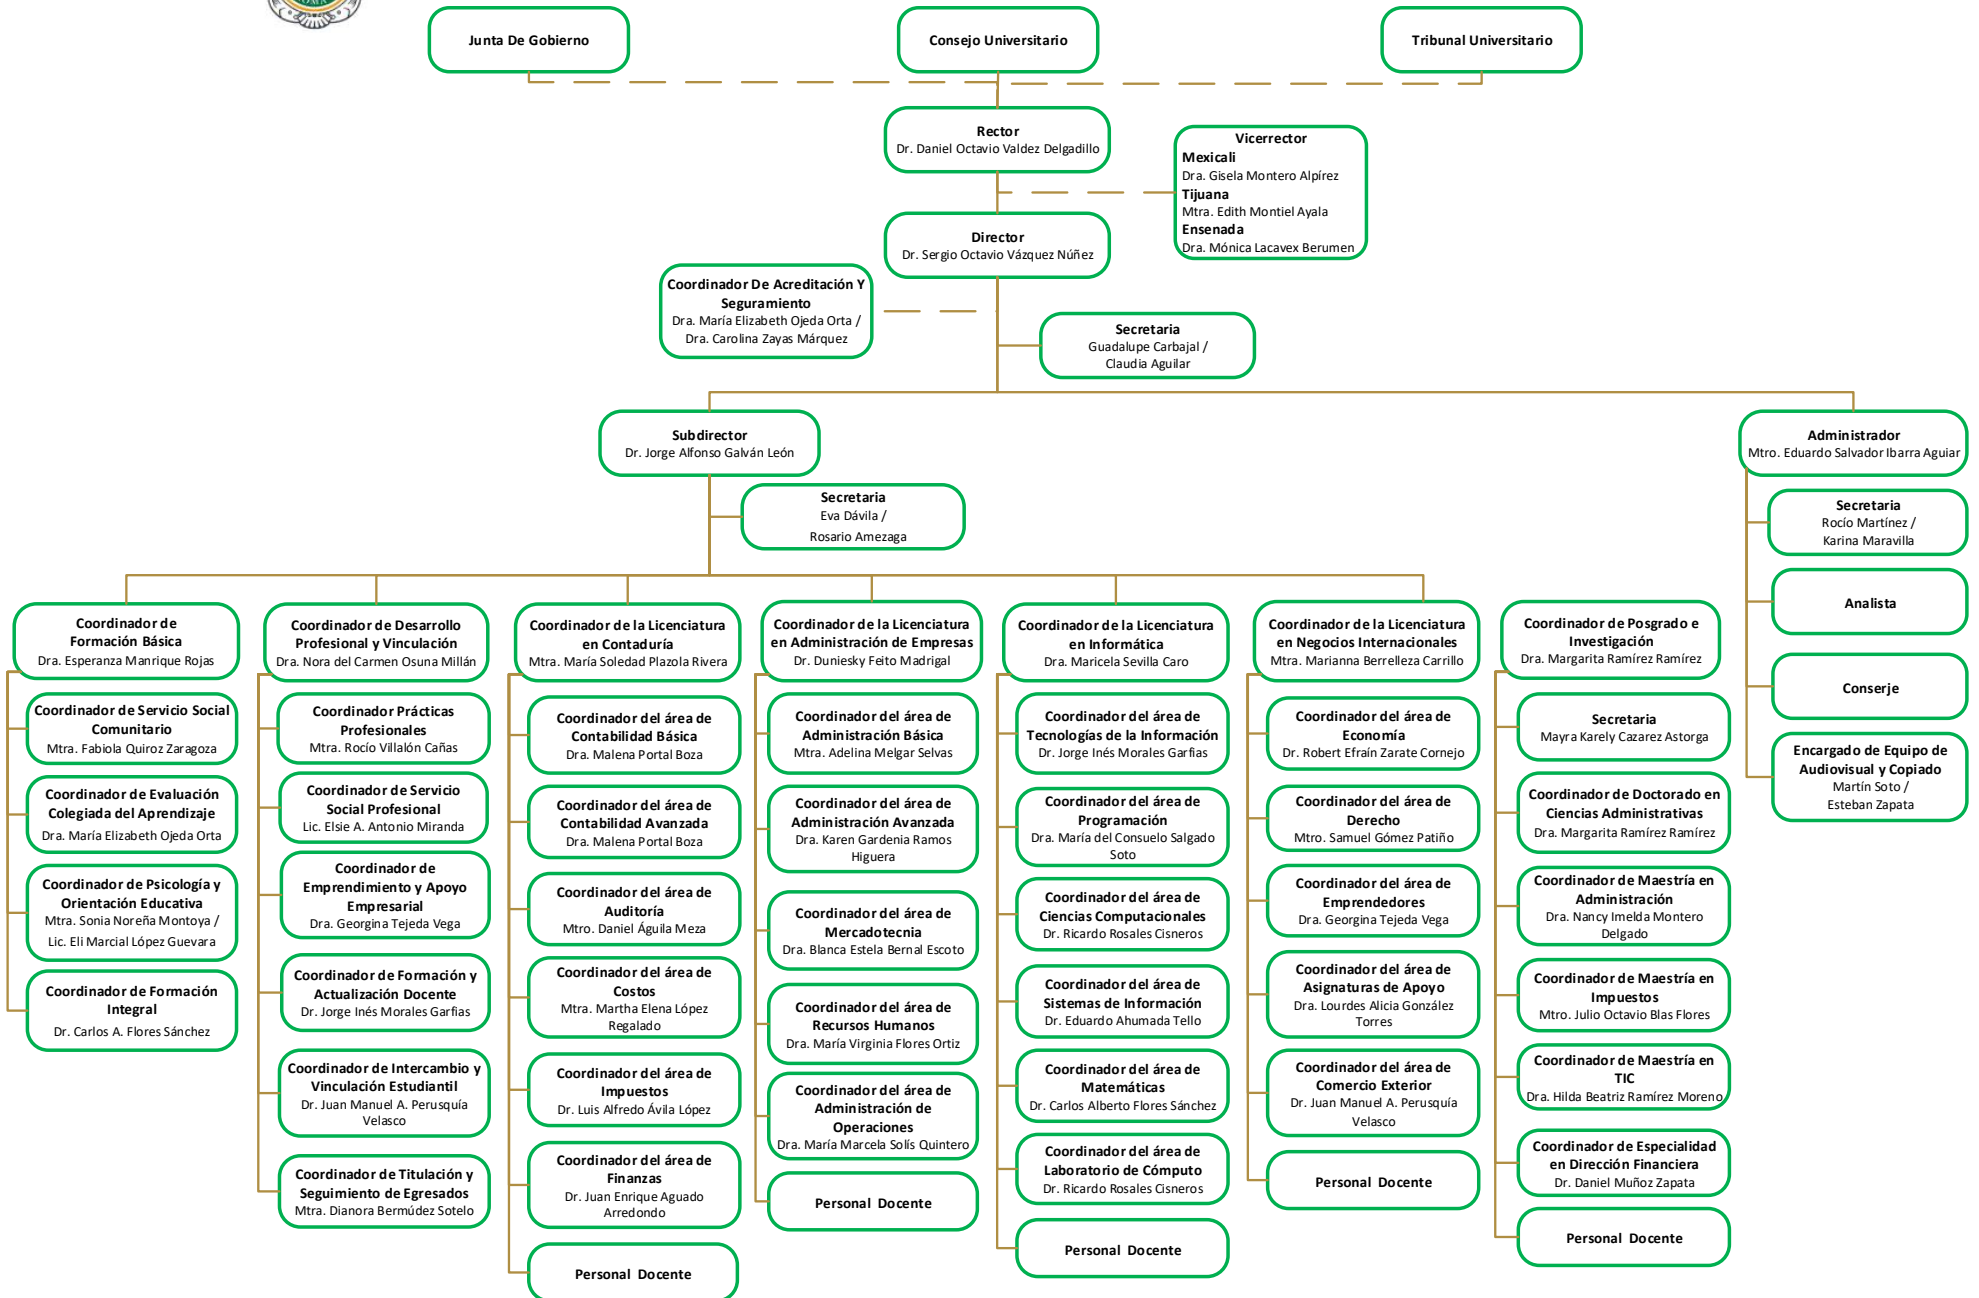 Junta De Gobierno
Consejo Universitario
Tribunal Universitario
Rector
Dr. Daniel Octavio Valdez Delgadillo
Vicerrector
Mexicali
Dra. Gisela Montero Alpírez
Tijuana
Mtra. Edith Montiel Ayala
Ensenada
Dra. Mónica Lacavex Berumen
Director
Dr. Sergio Octavio Vázquez Núñez
Coordinador De Acreditación Y
Seguramiento
Dra. María Elizabeth Ojeda Orta /
Dra. Carolina Zayas Márquez
Secretaria
Guadalupe Carbajal /
Claudia Aguilar
Subdirector
Dr. Jorge Alfonso Galván León
Secretaria
Eva Dávila /
Rosario Amezaga
Administrador
Mtro. Eduardo Salvador Ibarra Aguiar
Secretaria
Rocío Martínez /
Karina Maravilla
Analista
Conserje
Encargado de Equipo de
Audiovisual y Copiado
Martín Soto /
Esteban Zapata
Coordinador de
Formación Básica
Dra. Esperanza Manrique Rojas
Coordinador de Servicio Social
Comunitario
Mtra. Fabiola Quiroz Zaragoza
Coordinador de Evaluación
Colegiada del Aprendizaje
Dra. María Elizabeth Ojeda Orta
Coordinador de Psicología y
Orientación Educativa
Mtra. Sonia Noreña Montoya /
Lic. Eli Marcial López Guevara
Coordinador de Formación
Integral
Dr. Carlos A. Flores Sánchez
Coordinador de Desarrollo
Profesional y Vinculación
Dra. Nora del Carmen Osuna Millán
Coordinador Prácticas
Profesionales
Mtra. Rocío Villalón Cañas
Coordinador de Servicio
Social Profesional
Lic. Elsie A. Antonio Miranda
Coordinador de
Emprendimiento y Apoyo
Empresarial
Dra. Georgina Tejeda Vega
Coordinador de Formación y
Actualización Docente
Dr. Jorge Inés Morales Garfias
Coordinador de Intercambio y
Vinculación Estudiantil
Dr. Juan Manuel A. Perusquía
Velasco
Coordinador de Titulación y
Seguimiento de Egresados
Mtra. Dianora Bermúdez Sotelo
Coordinador de la Licenciatura
en Contaduría
Mtra. María Soledad Plazola Rivera
Coordinador del área de
Contabilidad Básica
Dra. Malena Portal Boza
Coordinador del área de
Contabilidad Avanzada
Dra. Malena Portal Boza
Coordinador del área de
Auditoría
Mtro. Daniel Águila Meza
Coordinador del área de
Costos
Mtra. Martha Elena López
Regalado
Coordinador del área de
Impuestos
Dr. Luis Alfredo Ávila López
Coordinador del área de
Finanzas
Dr. Juan Enrique Aguado
Arredondo
Personal Docente
Coordinador de la Licenciatura
en Administración de Empresas
Dr. Duniesky Feito Madrigal
Coordinador del área de
Administración Básica
Mtra. Adelina Melgar Selvas
Coordinador del área de
Administración Avanzada
Dra. Karen Gardenia Ramos
Higuera
Coordinador del área de
Mercadotecnia
Dra. Blanca Estela Bernal Escoto
Coordinador del área de
Recursos Humanos
Dra. María Virginia Flores Ortiz
Coordinador del área de
Administración de
Operaciones
Dra. María Marcela Solís Quintero
Personal Docente
Coordinador de la Licenciatura
en Informática
Dra. Maricela Sevilla Caro
Coordinador del área de
Tecnologías de la Información
Dr. Jorge Inés Morales Garfias
Coordinador del área de
Programación
Dra. María del Consuelo Salgado
Soto
Coordinador del área de
Ciencias Computacionales
Dr. Ricardo Rosales Cisneros
Coordinador del área de
Sistemas de Información
Dr. Eduardo Ahumada Tello
Coordinador del área de
Matemáticas
Dr. Carlos Alberto Flores Sánchez
Coordinador del área de
Laboratorio de Cómputo
Dr. Ricardo Rosales Cisneros
Personal Docente
Coordinador de la Licenciatura
en Negocios Internacionales
Mtra. Marianna Berrelleza Carrillo
Coordinador del área de
Economía
Dr. Robert Efraín Zarate Cornejo
Coordinador del área de
Derecho
Mtro. Samuel Gómez Patiño
Coordinador del área de
Emprendedores
Dra. Georgina Tejeda Vega
Coordinador del área de
Asignaturas de Apoyo
Dra. Lourdes Alicia González
Torres
Coordinador del área de
Comercio Exterior
Dr. Juan Manuel A. Perusquía
Velasco
Personal Docente
Coordinador de Posgrado e
Investigación
Dra. Margarita Ramírez Ramírez
Secretaria
Mayra Karely Cazarez Astorga
Coordinador de Doctorado en
Ciencias Administrativas
Dra. Margarita Ramírez Ramírez
Coordinador de Maestría en
Administración
Dra. Nancy Imelda Montero
Delgado
Coordinador de Maestría en
Impuestos
Mtro. Julio Octavio Blas Flores
Coordinador de Maestría en
TIC
Dra. Hilda Beatriz Ramírez Moreno
Coordinador de Especialidad
en Dirección Financiera
Dr. Daniel Muñoz Zapata
Personal Docente